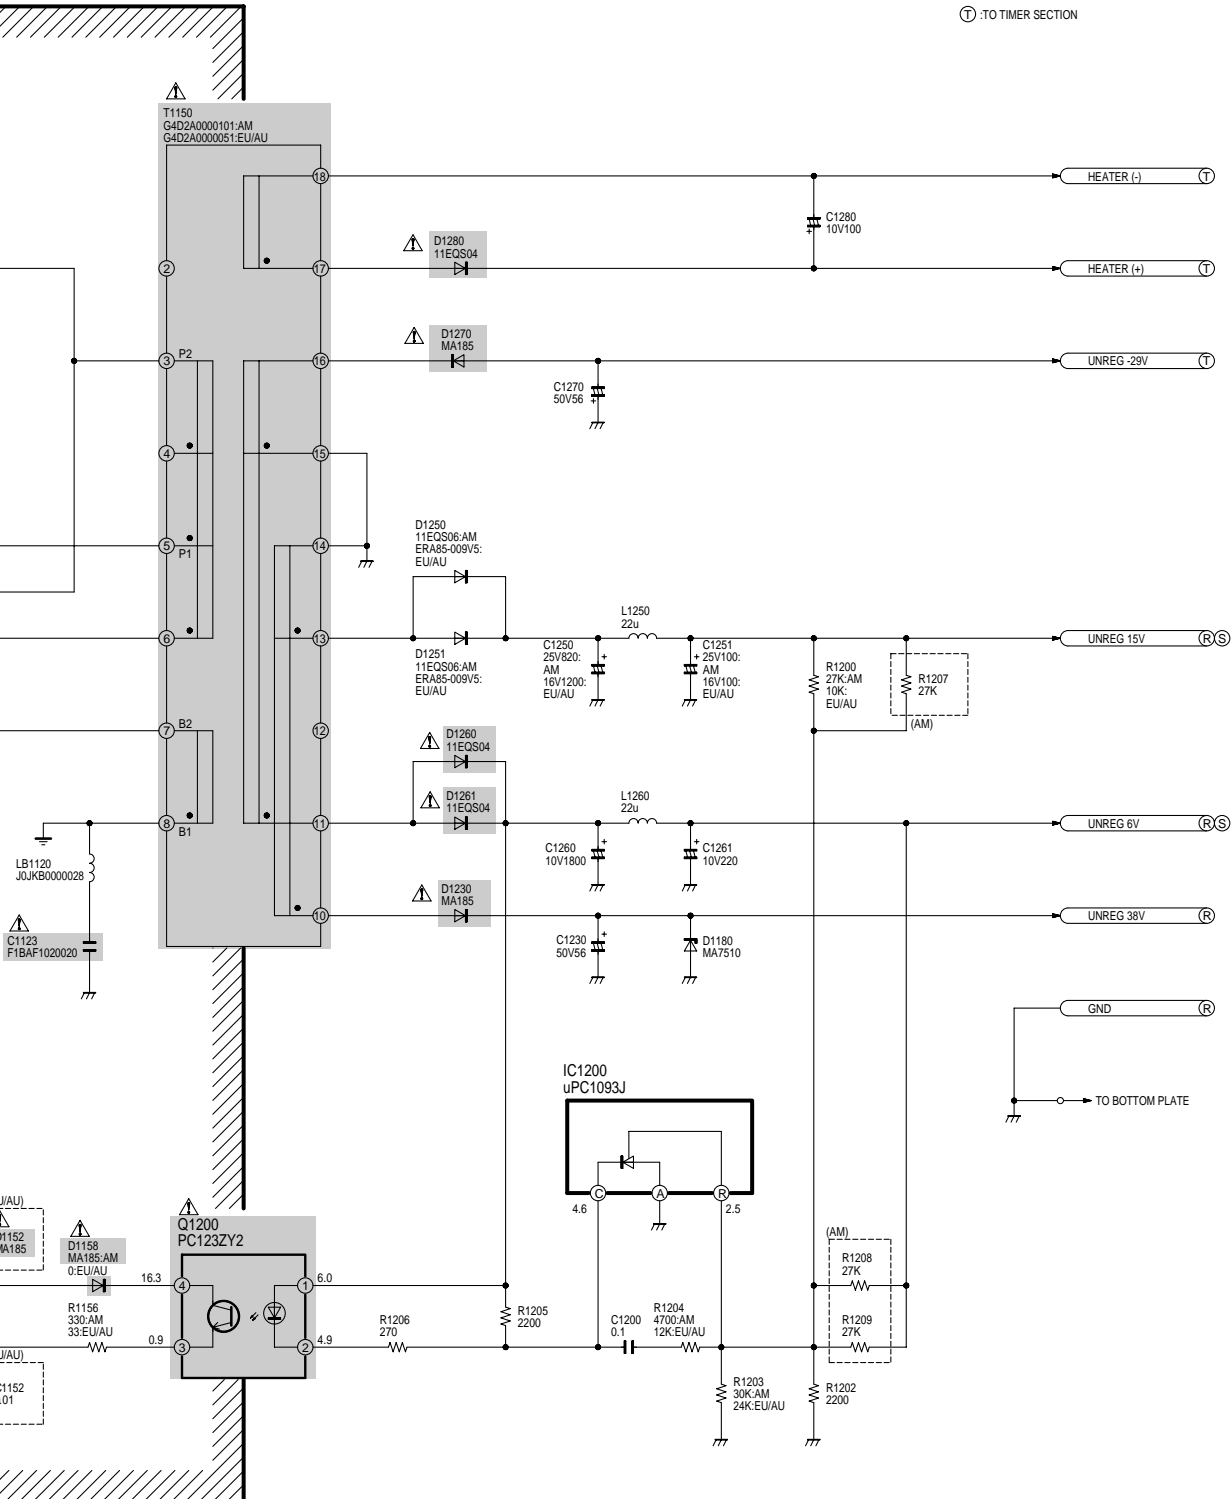 T :TO TIMER SECTION
T1150
G4D2A0000101:AM
G4D2A0000051:EU/AU
18
HEATER (-)
T
C1280
10V100
+
D1280
11EQS04
2
17
HEATER (+)
T
D1270
MA185
3
P2
16
UNREG -29V
T
C1270
50V56
+
4
15
D1250
11EQS06:AM
ERA85-009V5:
EU/AU
5
P1
14
L1250
22u
6
13
UNREG 15V
R S
D1251
11EQS06:AM
ERA85-009V5:
EU/AU
C1250
25V820:
AM
16V1200:
EU/AU
+
C1251
25V100:
AM
16V100:
EU/AU
+
R1200
27K:AM
10K:
EU/AU
R1207
27K
(AM)
7
B2
12
D1260
11EQS04
D1261
11EQS04
L1260
22u
8
B1
11
UNREG 6V
R S
C1260
10V1800
+
C1261
10V220
+
LB1120
J0JKB0000028
D1230
MA185
10
UNREG 38V
R
C1123
F1BAF1020020
C1230
50V56
+
D1180
MA7510
GND
R
TO BOTTOM PLATE
IC1200
uPC1093J
C
A
R
4.6
2.5
U/AU)
D1152
MA185
D1158
MA185:AM
0:EU/AU
Q1200
PC123ZY2
16.3
4
1
6.0
(AM)
R1208
27K
R1156
330:AM
33:EU/AU
R1205
2200
R1206
270
C1200
0.1
R1204
4700:AM
12K:EU/AU
R1209
27K
0.9
3
2
4.9
U/AU)
C1152
.01
R1203
30K:AM
24K:EU/AU
R1202
2200